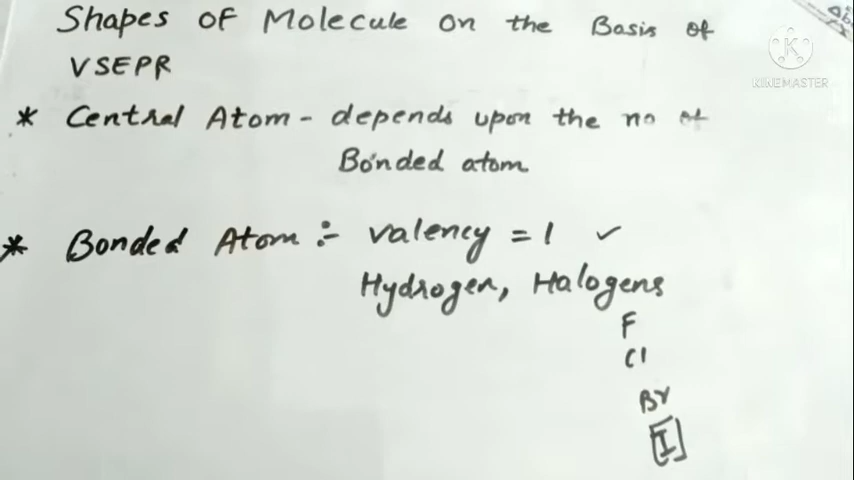 Shapes of Molecule on the Basis of
VSEPR
* Central Atom - depends upon the no of
Bonded atom
* Bonded Atom :- valency = 1 ✓
Hydrogen, Halogens
F
Cl
Br
[I]
K
KINEMASTER